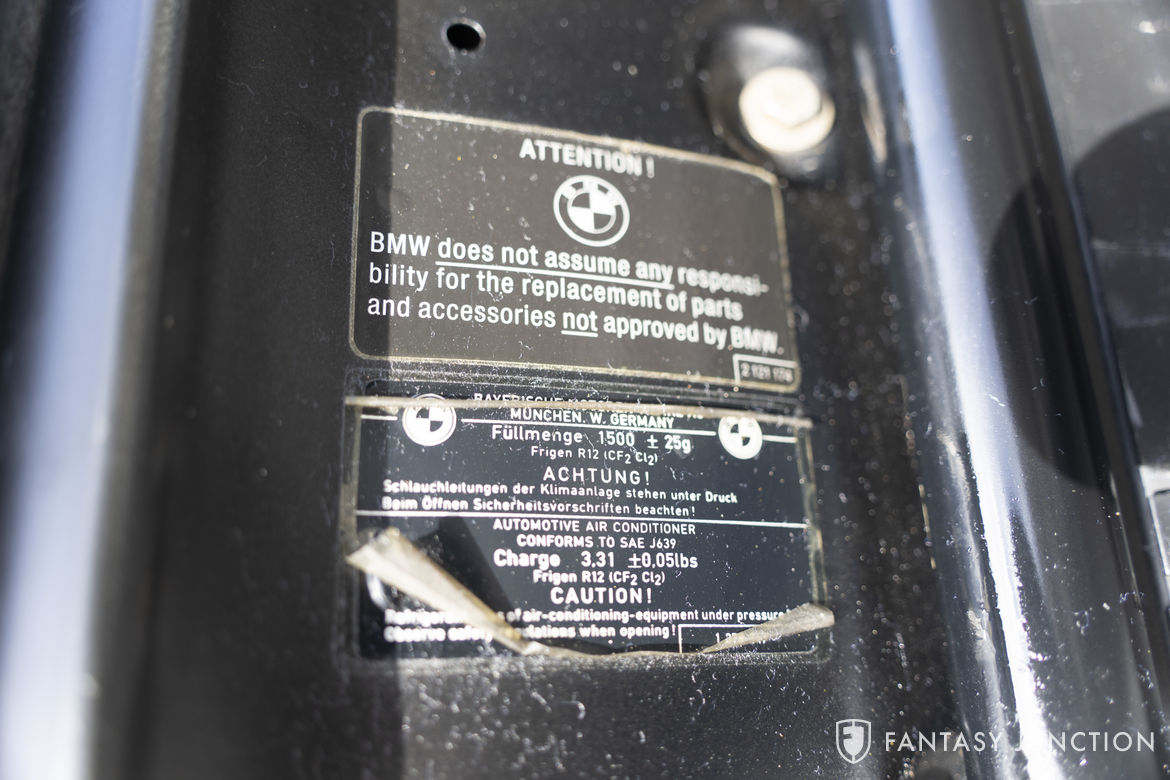 ATTENTION!
BMW does not assume any responsi-
bility for the replacement of parts
and accessories not approved by BMW.
MÜNCHEN. W. GERMANY
Füllmenge 1500 ± 25g
Frigen R12 (CF2 Cl2)
ACHTUNG!
Schlauchleitungen der Klimaanlage stehen unter Druck
Beim Öffnen Sicherheitsvorschriften beachten!
AUTOMOTIVE AIR CONDITIONER
CONFORMS TO SAE J639
Charge 3.31 ±0.05lbs
Frigen R12 (CF2 Cl2)
CAUTION!
of air-conditioning-equipment under pressure!
Observe when opening!
FANTASY JUNCTION